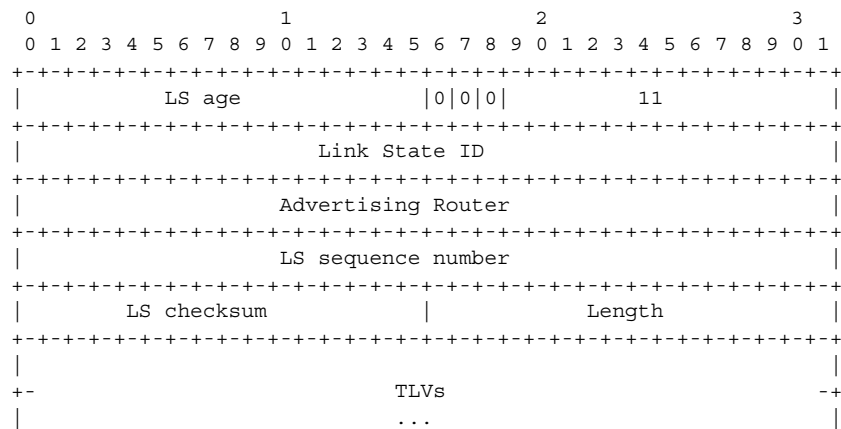 0                   1                   2                   3
 0 1 2 3 4 5 6 7 8 9 0 1 2 3 4 5 6 7 8 9 0 1 2 3 4 5 6 7 8 9 0 1
+-+-+-+-+-+-+-+-+-+-+-+-+-+-+-+-+-+-+-+-+-+-+-+-+-+-+-+-+-+-+-+-+
|           LS age              |0|0|0|          11             |
+-+-+-+-+-+-+-+-+-+-+-+-+-+-+-+-+-+-+-+-+-+-+-+-+-+-+-+-+-+-+-+-+
|                       Link State ID                           |
+-+-+-+-+-+-+-+-+-+-+-+-+-+-+-+-+-+-+-+-+-+-+-+-+-+-+-+-+-+-+-+-+
|                    Advertising Router                         |
+-+-+-+-+-+-+-+-+-+-+-+-+-+-+-+-+-+-+-+-+-+-+-+-+-+-+-+-+-+-+-+-+
|                    LS sequence number                         |
+-+-+-+-+-+-+-+-+-+-+-+-+-+-+-+-+-+-+-+-+-+-+-+-+-+-+-+-+-+-+-+-+
|        LS checksum            |            Length             |
+-+-+-+-+-+-+-+-+-+-+-+-+-+-+-+-+-+-+-+-+-+-+-+-+-+-+-+-+-+-+-+-+
|                                                               |
+-                            TLVs                             -+
|                             ...                               |